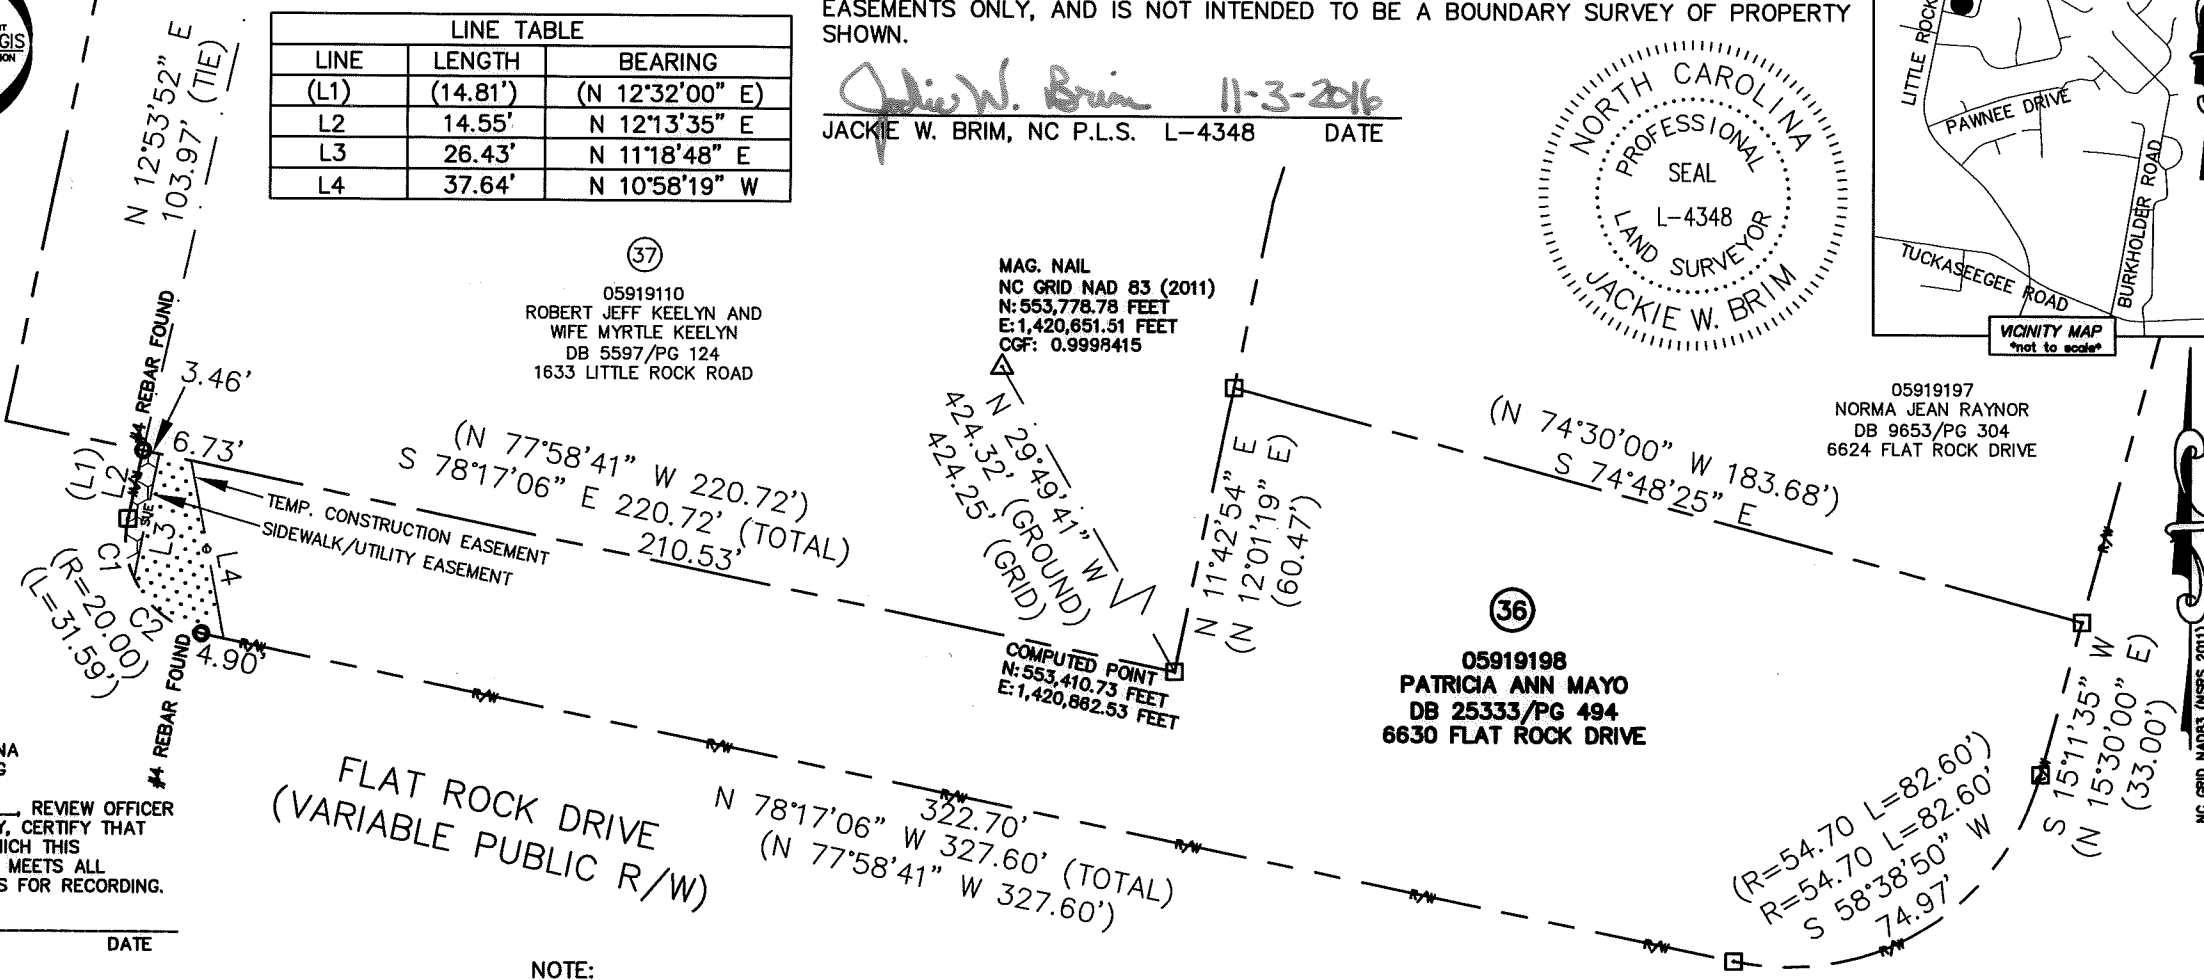 GIS
EASEMENTS ONLY, AND IS NOT INTENDED TO BE A BOUNDARY SURVEY OF PROPERTY
SHOWN.
Jackie W. Brim 11-3-2016
JACKIE W. BRIM, NC P.L.S. L-4348 DATE
LINE TABLE
LINE LENGTH BEARING
(L1) (14.81') (N 12°32'00" E)
L2 14.55' N 12°13'35" E
L3 26.43' N 11°18'48" E
L4 37.64' N 10°58'19" W
N 12°53'52" E
103.97' (TIE)
NORTH CAROLINA
PROFESSIONAL
SEAL
L-4348
LAND SURVEYOR
JACKIE W. BRIM
LITTLE ROCK
PAWNEE DRIVE
BURKHOLDER ROAD
TUCKASEEGEE ROAD
VICINITY MAP
*not to scale*
37
05919110
ROBERT JEFF KEELYN AND
WIFE MYRTLE KEELYN
DB 5597/PG 124
1633 LITTLE ROCK ROAD
MAG. NAIL
NC GRID NAD 83 (2011)
N: 553,778.78 FEET
E: 1,420,651.51 FEET
CGF: 0.9998415
05919197
NORMA JEAN RAYNOR
DB 9653/PG 304
6624 FLAT ROCK DRIVE
#4 REBAR FOUND
3.46'
6.73'
(L1)
L2
R/W
SUE
L3
L4
C1
C2
(R=20.00)
(L=31.59')
TEMP. CONSTRUCTION EASEMENT
SIDEWALK/UTILITY EASEMENT
(N 77°58'41" W 220.72')
S 78°17'06" E 220.72' (TOTAL)
210.53'
N 29°49'41" W
424.32' (GROUND)
424.25' (GRID)
N 11°42'54" E
(N 12°01'19" E)
(60.47')
(N 74°30'00" W 183.68')
S 74°48'25" E
R/W
COMPUTED POINT
N: 553,410.73 FEET
E: 1,420,862.53 FEET
36
05919198
PATRICIA ANN MAYO
DB 25333/PG 494
6630 FLAT ROCK DRIVE
S 15°11'35" W
(N 15°30'00" E)
(33.00')
#4 REBAR FOUND
4.90'
R/W
R/W
R/W
R/W
R/W
R/W
R/W
R/W
FLAT ROCK DRIVE
(VARIABLE PUBLIC R/W)
322.70'
N 78°17'06" W 327.60' (TOTAL)
(N 77°58'41" W 327.60')
(R=54.70 L=82.60')
R=54.70 L=82.60'
S 58°38'50" W
74.97'
NC GRID NAD83 (NSRS 2011)
NA
G
, REVIEW OFFICER
Y, CERTIFY THAT
HICH THIS
MEETS ALL
S FOR RECORDING.
DATE
NOTE: